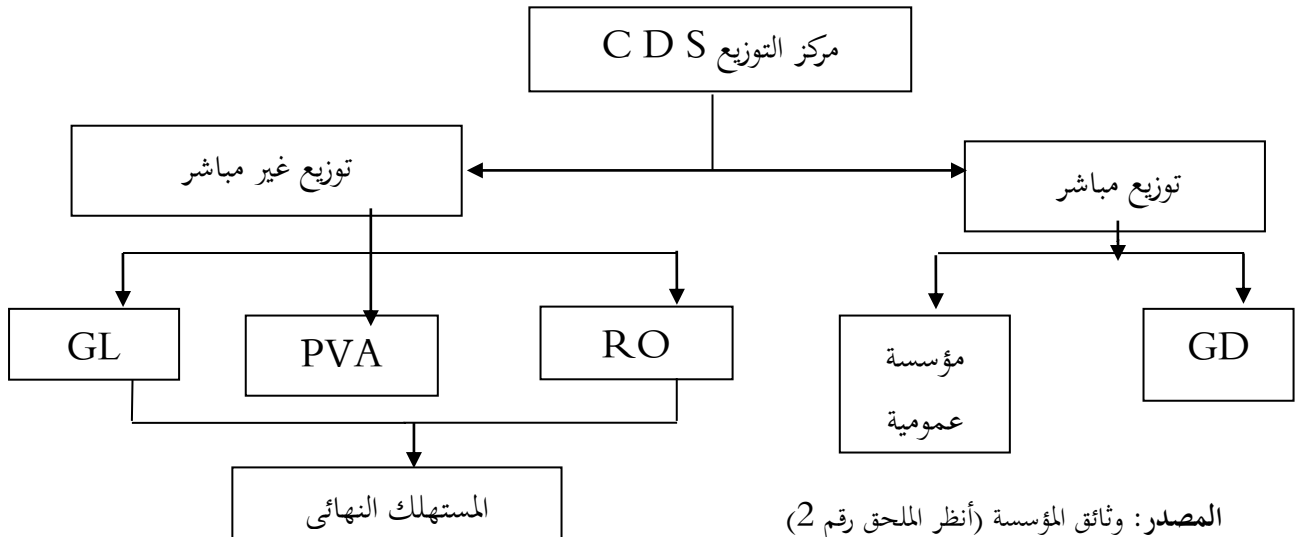 مركز التوزيع C D S
توزيع مباشر
توزيع غير مباشر
GD
مؤسسة
عمومية
RO
PVA
GL
المستهلك النهائى
المصدر: وثائق المؤسسة (أنظر الملحق رقم 2)